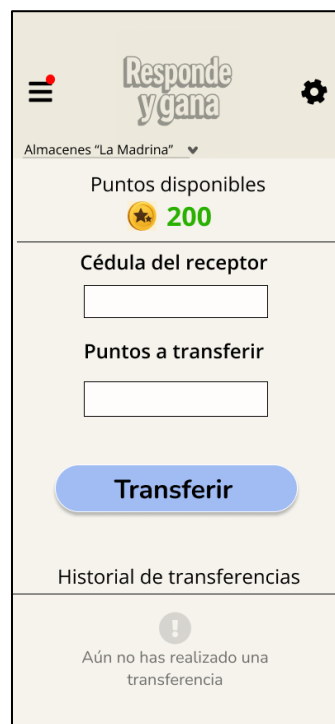 Responde
y gana
Almacenes “La Madrina”
Puntos disponibles
200
Cédula del receptor
Puntos a transferir
Transferir
Historial de transferencias
Aún no has realizado una
transferencia